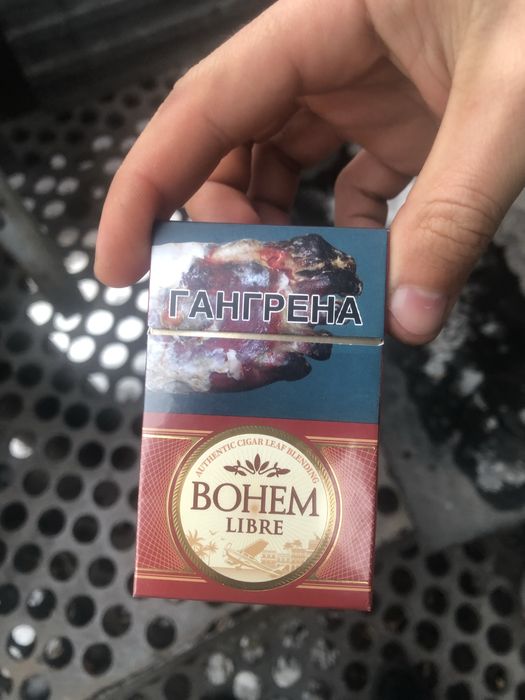 ГАНГРЕНА
AUTHENTIC CIGAR LEAF BLENDING
BOHEM
LIBRE